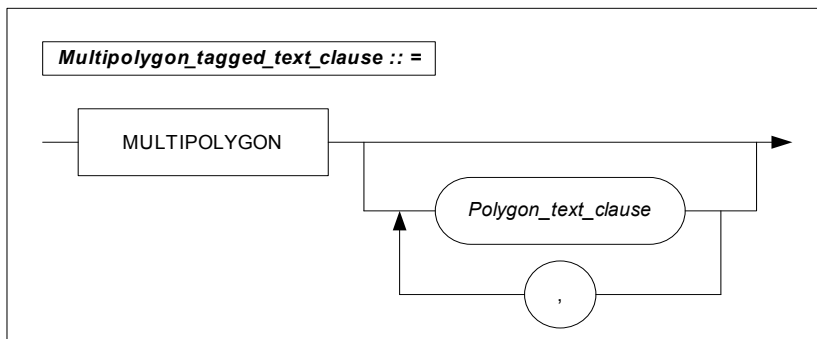 Multipolygon_tagged_text_clause :: =
MULTIPOLYGON
Polygon_text_clause
,